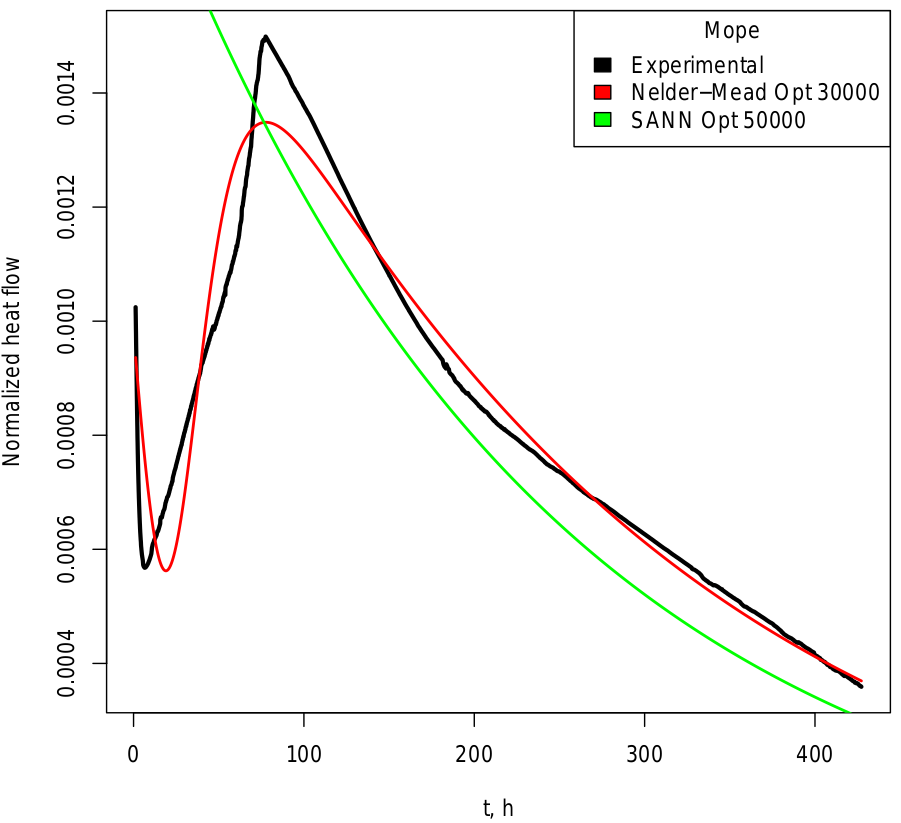 Mope
Experimental
Nelder–Mead Opt 30000
SANN Opt 50000
Normalized heat flow
0.0014
0.0012
0.0010
0.0008
0.0006
0.0004
0
100
200
300
400
t, h